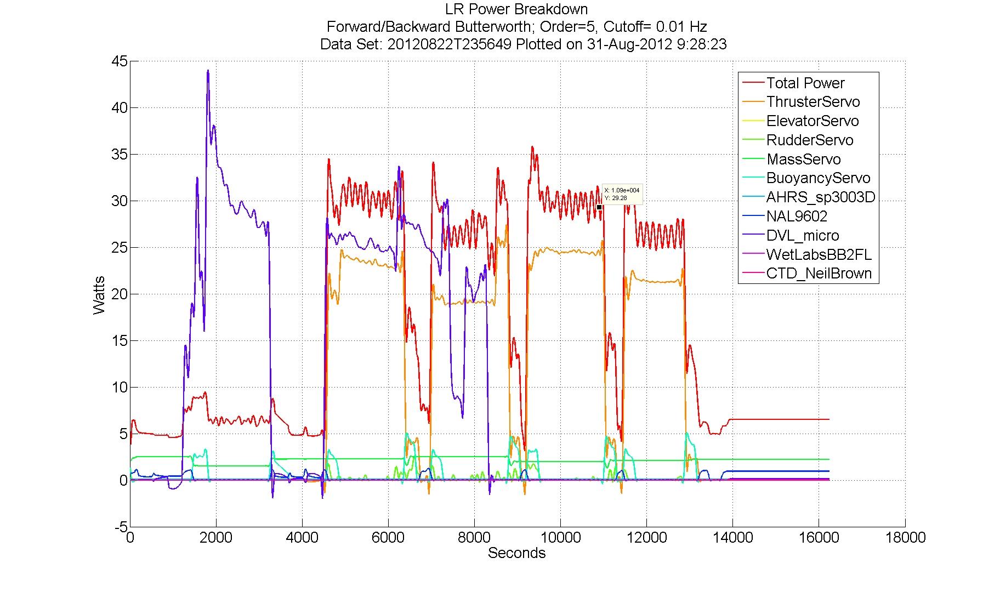 LR Power Breakdown
Forward/Backward Butterworth; Order=5, Cutoff= 0.01 Hz
Data Set: 20120822T235649 Plotted on 31-Aug-2012 9:28:23
45
40
35
30
25
20
15
10
5
0
-5
Watts
X: 1.09e+004
Y: 29.28
Total Power
ThrusterServo
ElevatorServo
RudderServo
MassServo
BuoyancyServo
AHRS_sp3003D
NAL9602
DVL_micro
WetLabsBB2FL
CTD_NeilBrown
0 2000 4000 6000 8000 10000 12000 14000 16000 18000
Seconds